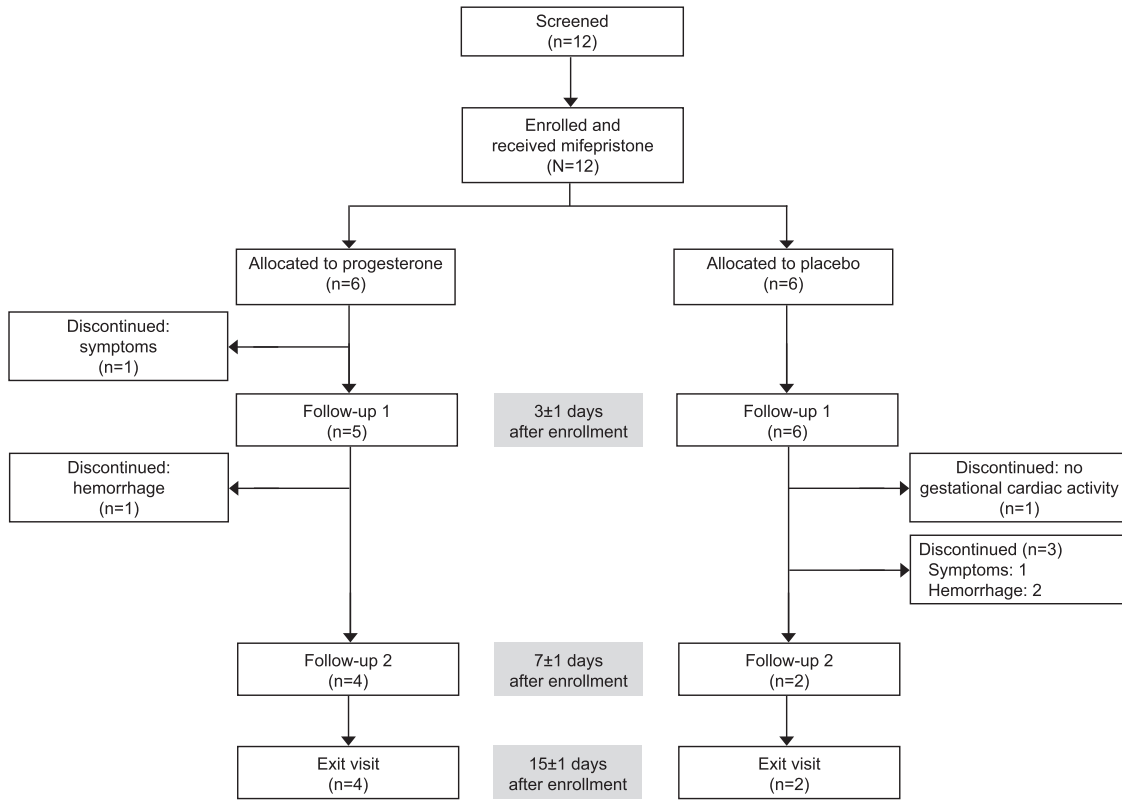 Screened
(n=12)
Enrolled and
received mifepristone
(N=12)
Allocated to progesterone
(n=6)
Allocated to placebo
(n=6)
Discontinued:
symptoms
(n=1)
Follow-up 1
(n=5)
3±1 days
after enrollment
Follow-up 1
(n=6)
Discontinued:
hemorrhage
(n=1)
Discontinued: no
gestational cardiac activity
(n=1)
Discontinued (n=3)
Symptoms: 1
Hemorrhage: 2
Follow-up 2
(n=4)
7±1 days
after enrollment
Follow-up 2
(n=2)
Exit visit
(n=4)
15±1 days
after enrollment
Exit visit
(n=2)